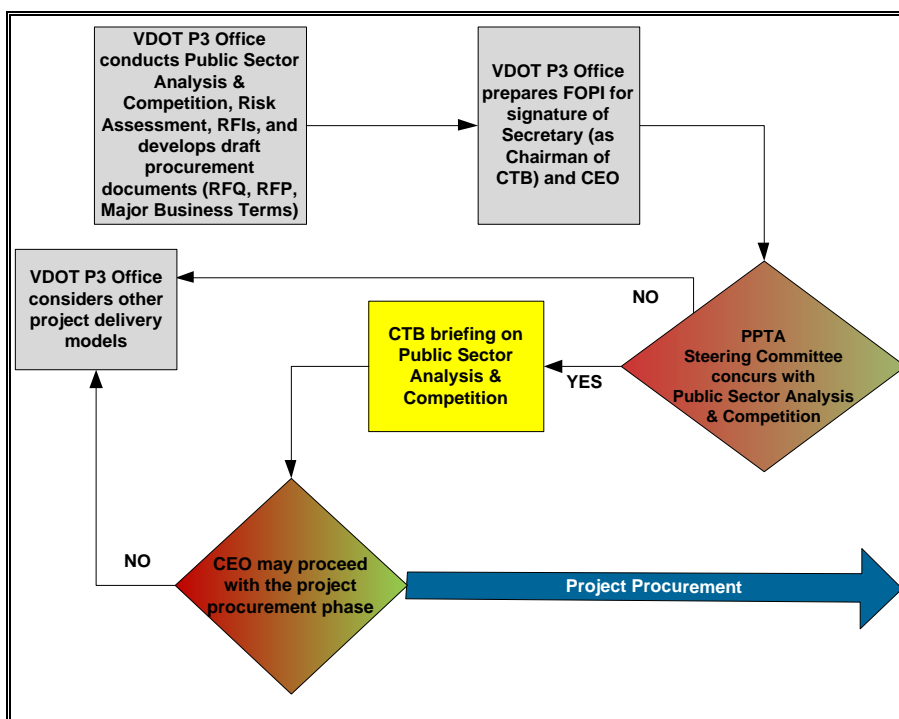 VDOT P3 Office
conducts Public Sector
Analysis &
Competition, Risk
Assessment, RFIs, and
develops draft
procurement
documents (RFQ, RFP,
Major Business Terms)
VDOT P3 Office
prepares FOPI for
signature of
Secretary (as
Chairman of
CTB) and CEO
VDOT P3 Office
considers other
project delivery
models
NO
CTB briefing on
Public Sector
Analysis &
Competition
YES
PPTA
Steering Committee
concurs with
Public Sector Analysis
& Competition
NO
CEO may proceed
with the project
procurement phase
Project Procurement